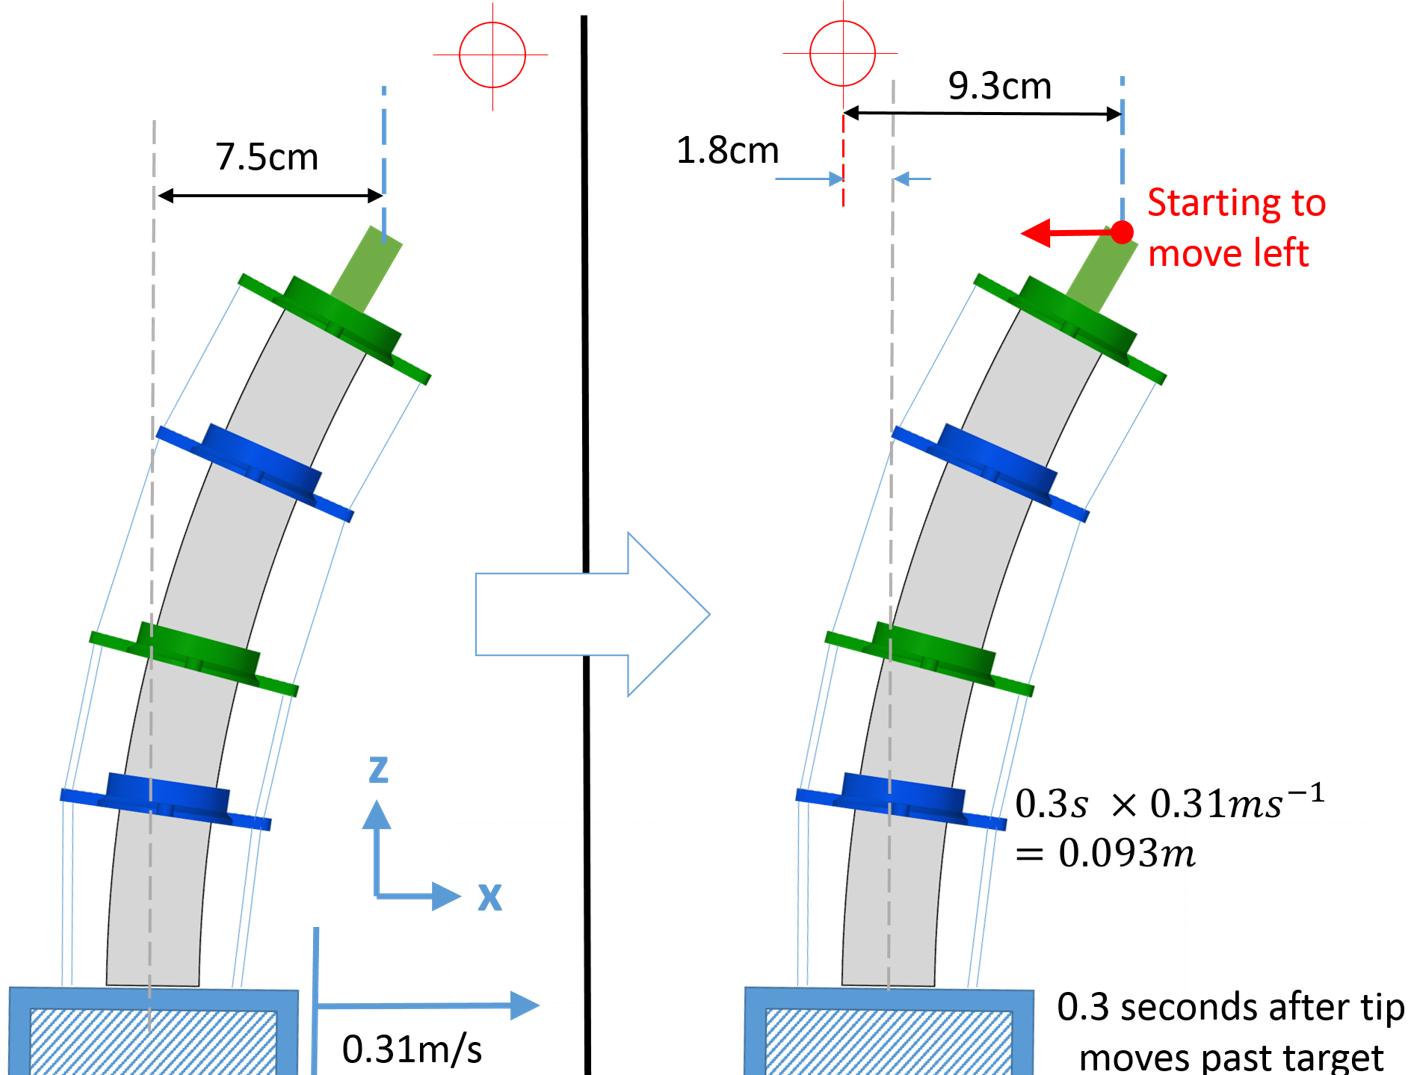 7.5cm
z
x
0.31m/s
9.3cm
1.8cm
Starting to
move left
0.3s × 0.31ms⁻¹
= 0.093m
0.3 seconds after tip
moves past target